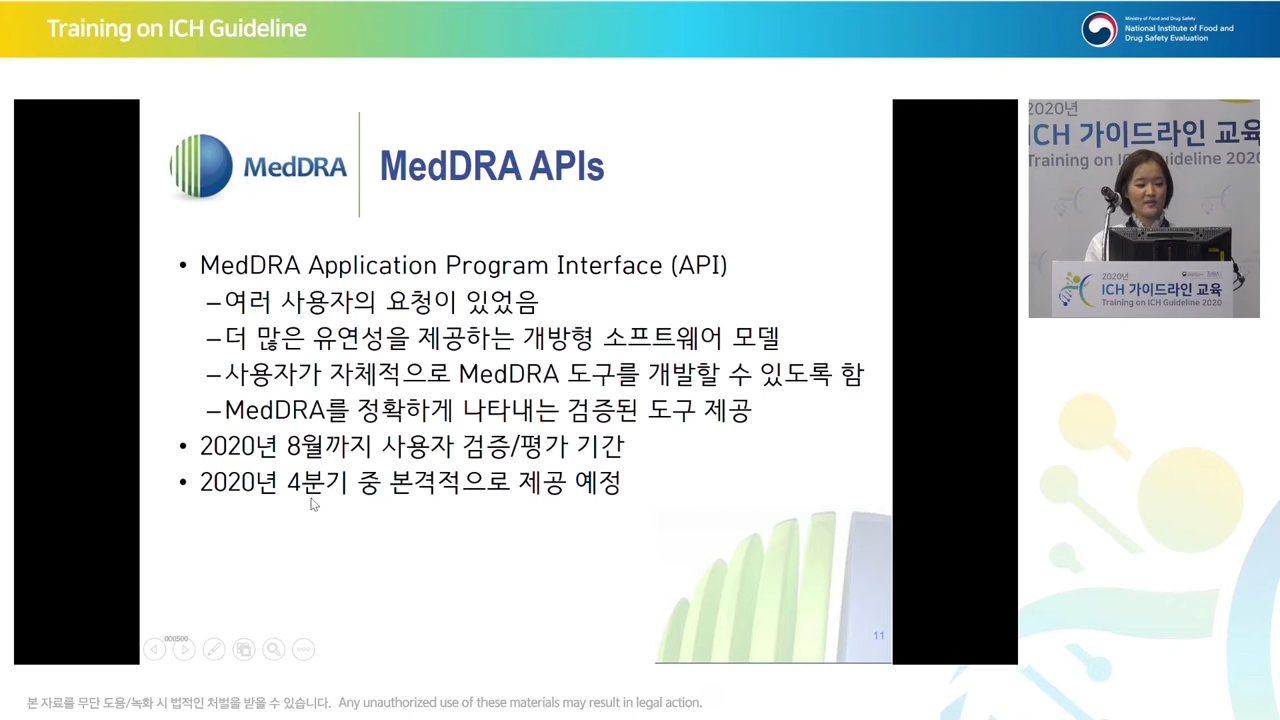 Training on ICH Guideline
Ministry of Food and Drug Safety
National Institute of Food and
Drug Safety Evaluation
MedDRA
MedDRA APIs
• MedDRA Application Program Interface (API)
–여러 사용자의 요청이 있었음
–더 많은 유연성을 제공하는 개방형 소프트웨어 모델
–사용자가 자체적으로 MedDRA 도구를 개발할 수 있도록 함
–MedDRA를 정확하게 나타내는 검증된 도구 제공
• 2020년 8월까지 사용자 검증/평가 기간
• 2020년 4분기 중 본격적으로 제공 예정
11
000500
2020년
ICH 가이드라인 교육
Training on ICH Guideline 2020
2020년
ICH 가이드라인 교육
Training on ICH Guideline 2020
본 자료를 무단 도용/녹화 시 법적인 처벌을 받을 수 있습니다. Any unauthorized use of these materials may result in legal action.